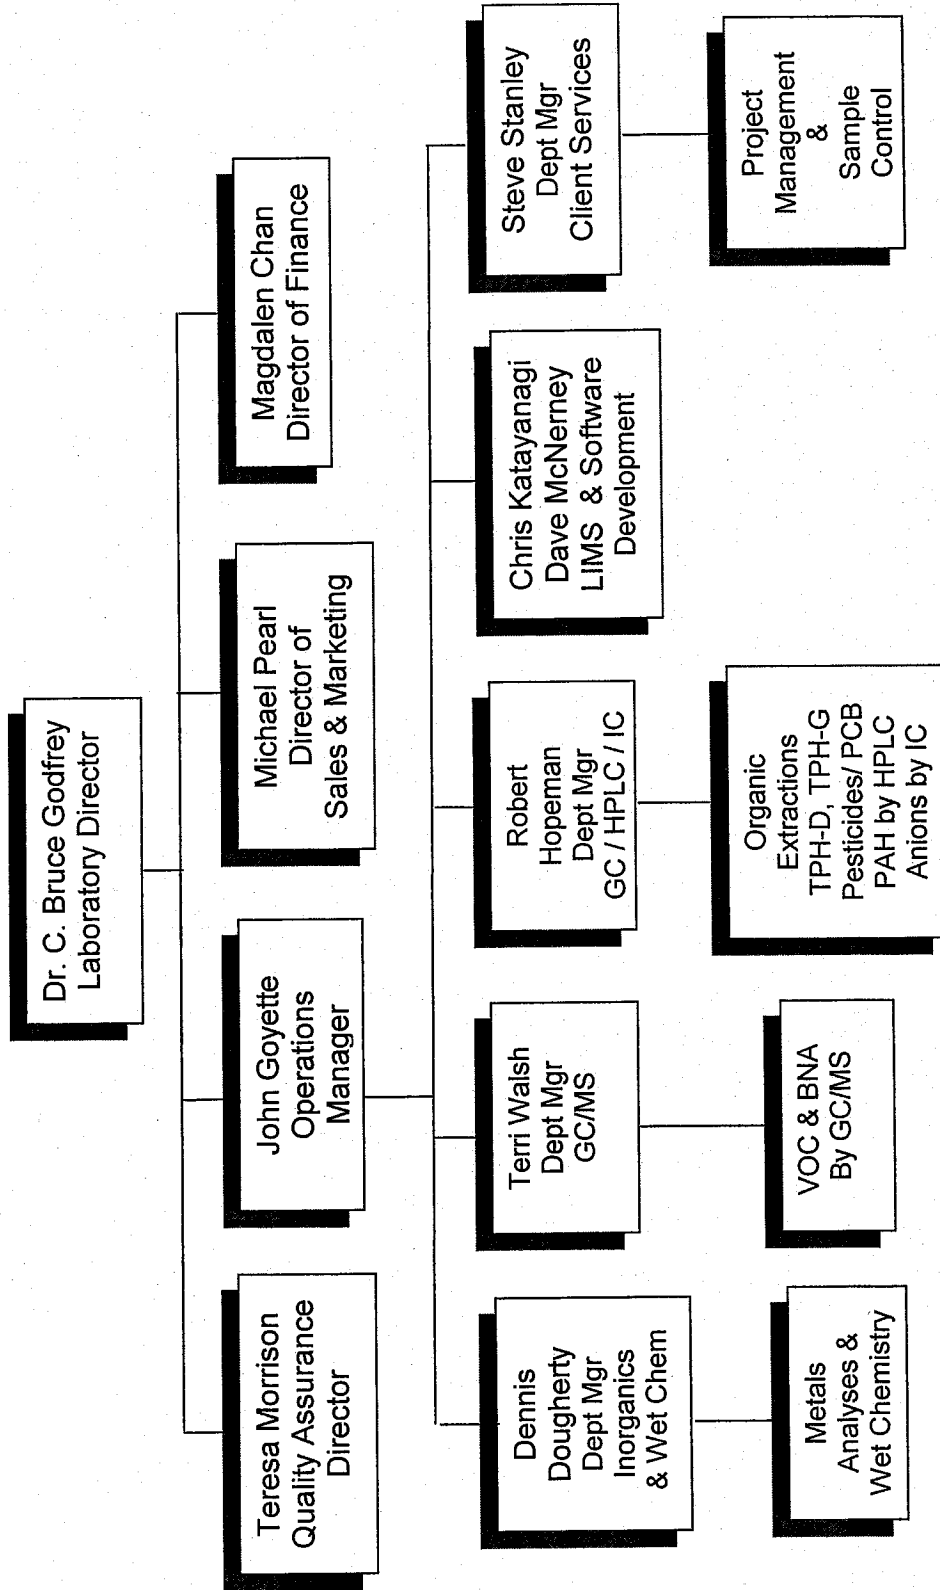 Dr. C. Bruce Godfrey
Laboratory Director
Teresa Morrison
Quality Assurance
Director
John Goyette
Operations
Manager
Michael Pearl
Director of
Sales & Marketing
Magdalen Chan
Director of Finance
Dennis
Dougherty
Dept Mgr
Inorganics
& Wet Chem
Terri Walsh
Dept Mgr
GC/MS
Robert
Hopeman
Dept Mgr
GC / HPLC / IC
Chris Katayanagi
Dave McNerney
LIMS & Software
Development
Steve Stanley
Dept Mgr
Client Services
Metals
Analyses &
Wet Chemistry
VOC & BNA
By GC/MS
Organic
Extractions
TPH-D, TPH-G
Pesticides/ PCB
PAH by HPLC
Anions by IC
Project
Management
&
Sample
Control